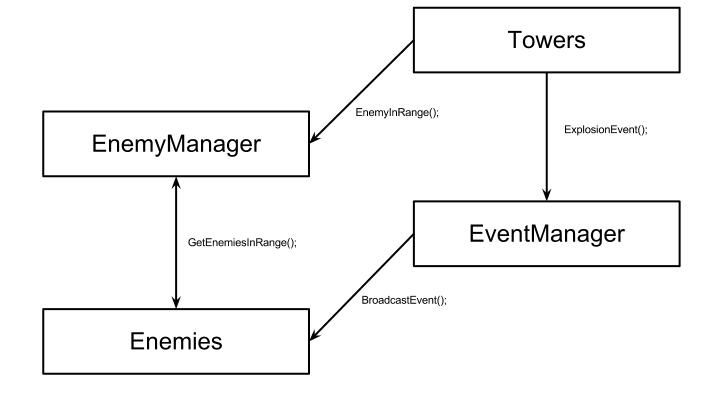 Towers
EnemyInRange();
ExplosionEvent();
EnemyManager
EventManager
GetEnemiesInRange();
BroadcastEvent();
Enemies